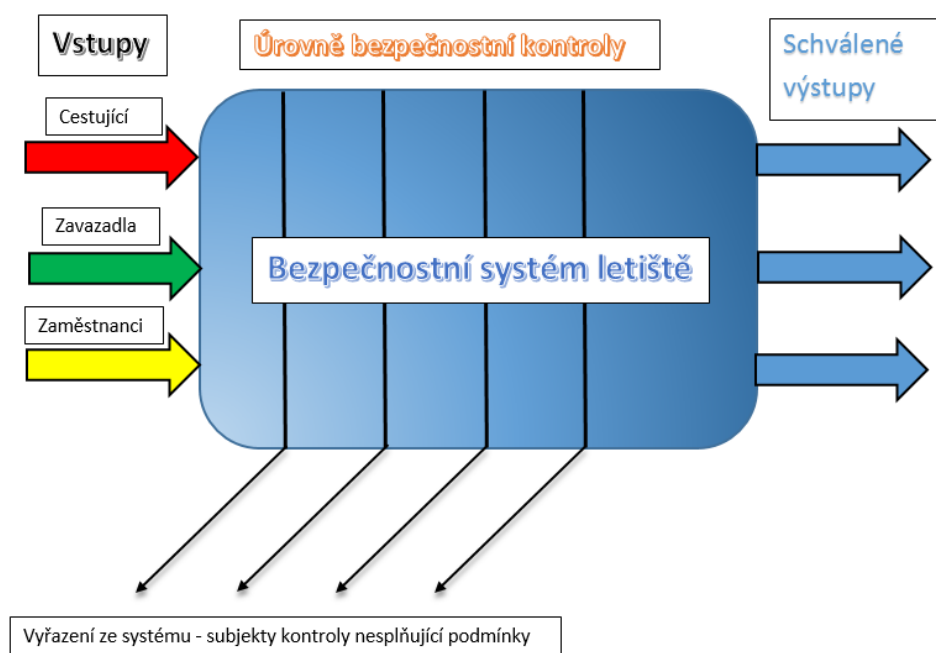 Vstupy
Úrovně bezpečnostní kontroly
Schválené
výstupy
Cestující
Zavazadla
Zaměstnanci
Bezpečnostní systém letiště
Vyřazení ze systému - subjekty kontroly nesplňující podmínky